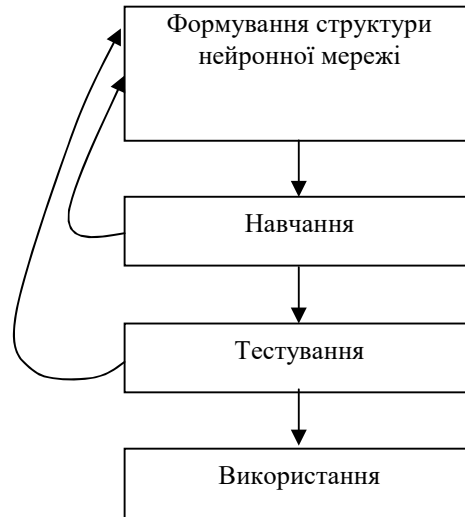 Формування структури
нейронної мережі
Навчання
Тестування
Використання